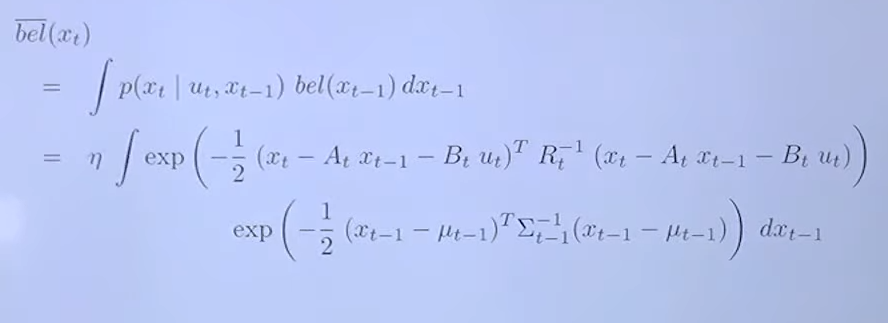 $\overline{bel}(x_t)$
$= \int p(x_t \mid u_t, x_{t-1}) \; bel(x_{t-1}) \, dx_{t-1}$
$= \eta \int \exp\left(-\frac{1}{2} (x_t - A_t \, x_{t-1} - B_t \, u_t)^T R_t^{-1} (x_t - A_t \, x_{t-1} - B_t \, u_t)\right)$
$\exp\left(-\frac{1}{2} (x_{t-1} - \mu_{t-1})^T \Sigma_{t-1}^{-1} (x_{t-1} - \mu_{t-1})\right) \, dx_{t-1}$